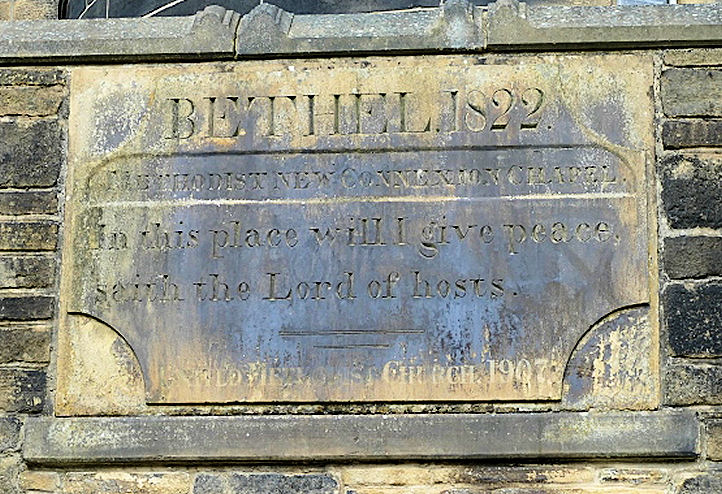 BETHEL. 1822.
METHODIST NEW CONNEXION CHAPEL.
In this place will I give peace,
saith the Lord of hosts.
CHURCH. 1907.